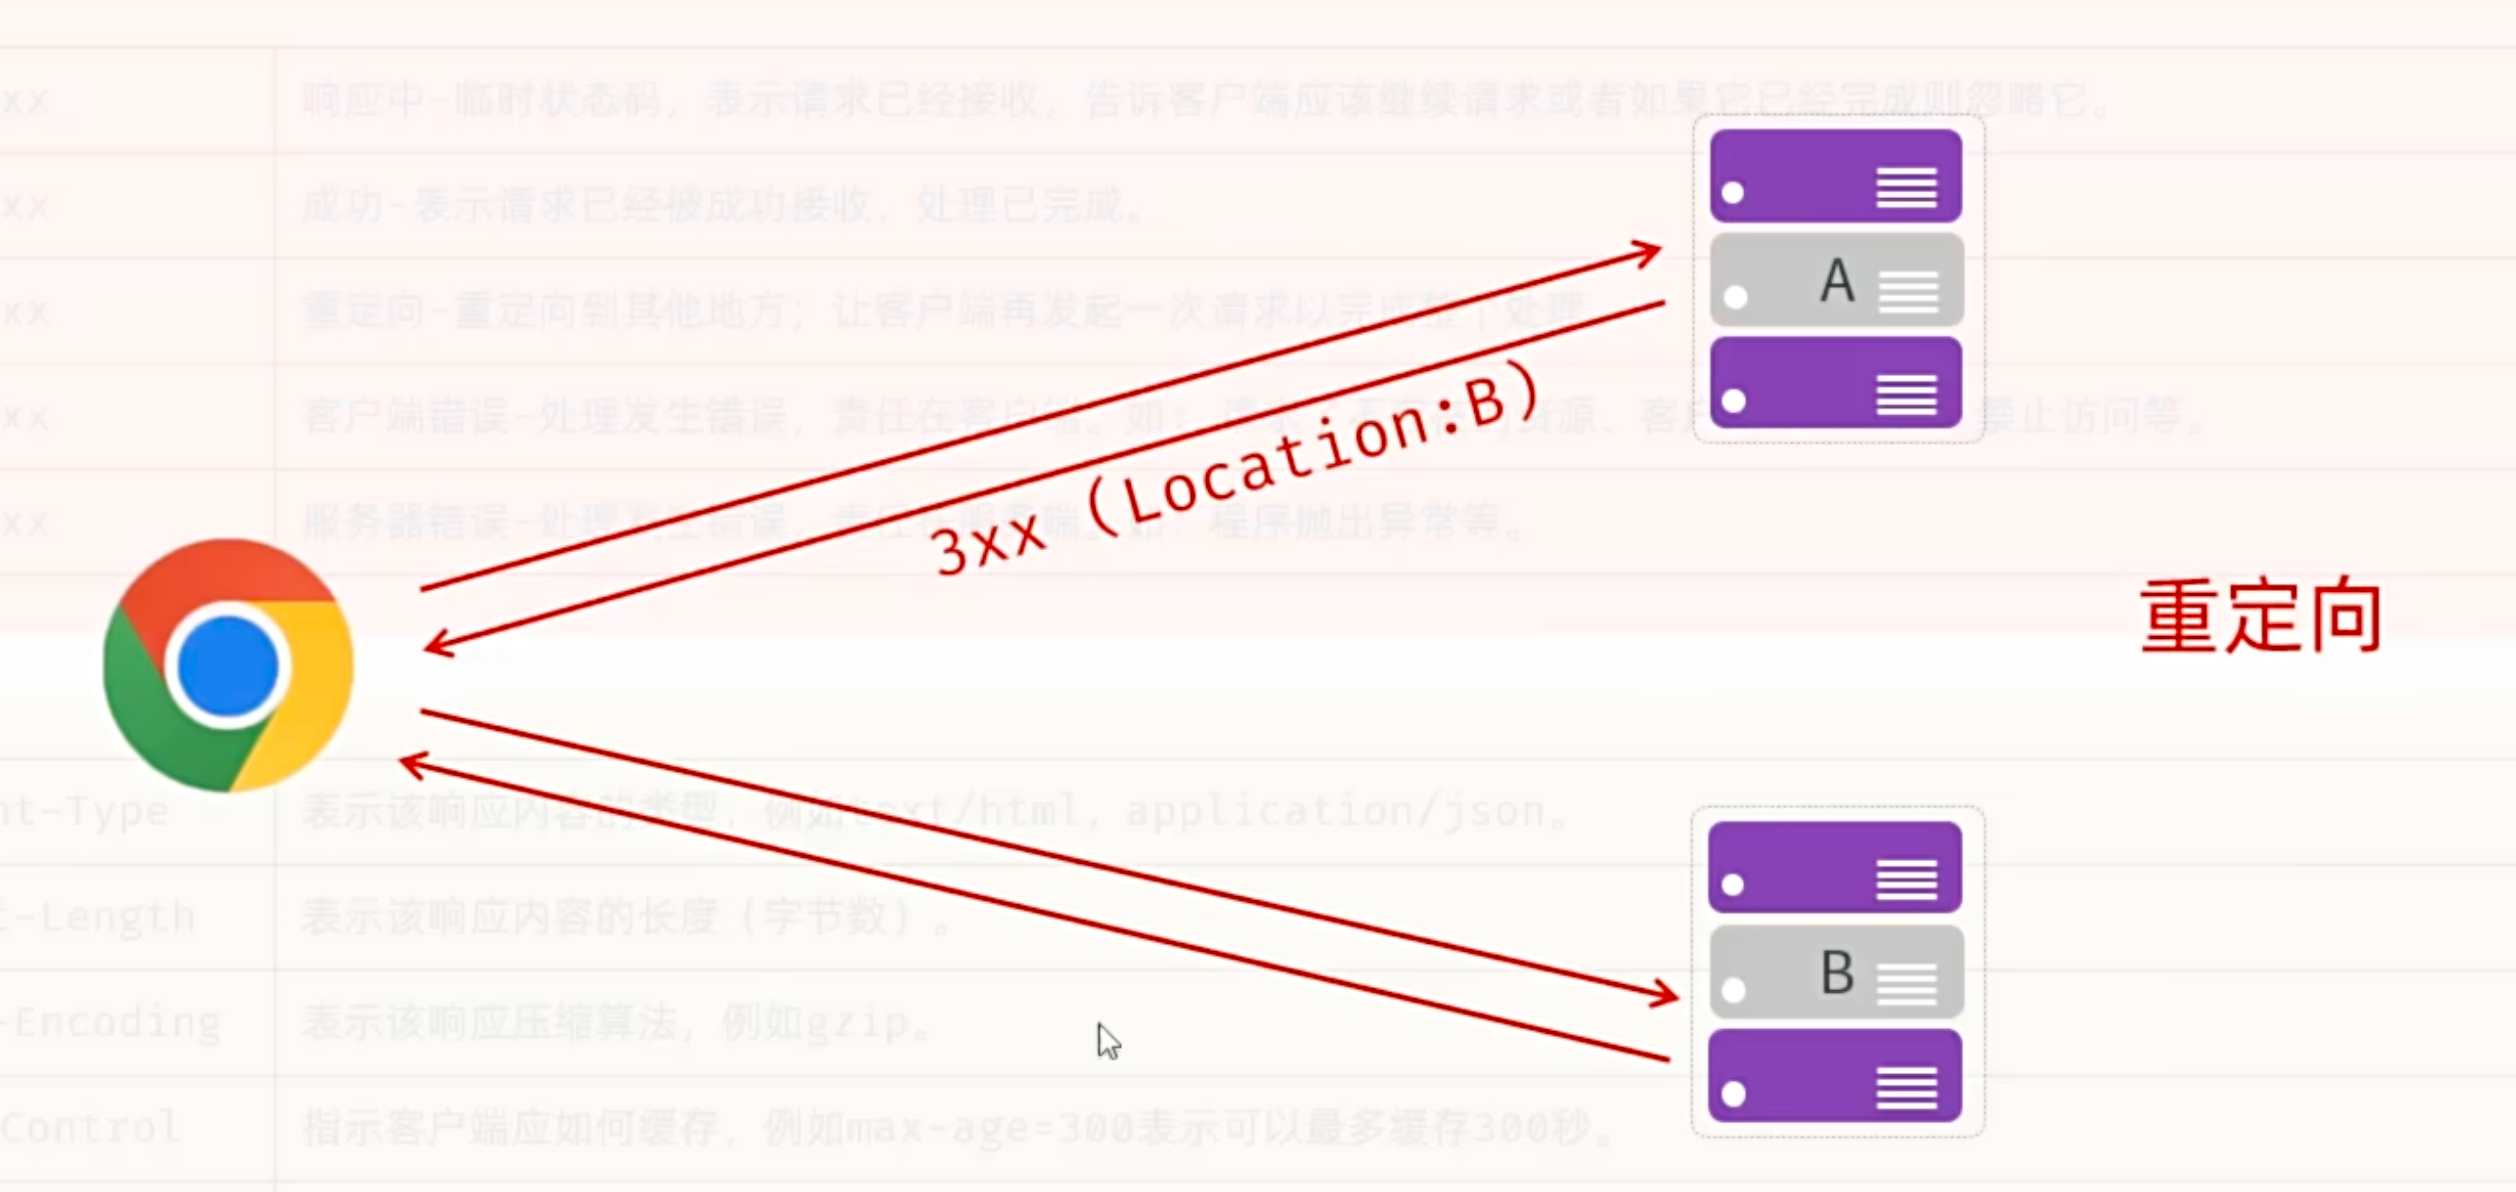 xx 响应中-临时状态码，表示请求已经接收，告诉客户端应该继续请求或者如果它已经完成则忽略它。
xx 成功-表示请求已经被成功接收，处理已完成。
A
xx 重定向-重定向到其他地方；让客户端再发起一次请求以完成整个处理
3xx (Location:B)
xx 客户端错误-处理发生错误，责任在客户端。如： 资源、客户 禁止访问等。
xx 服务器错误-处理发生错误，责任在服务端。如：程序抛出异常等。
重定向
nt-Type 表示该响应内容的类型，例如text/html，application/json。
t-Length 表示该响应内容的长度（字节数）。
B
-Encoding 表示该响应压缩算法，例如gzip。
Control 指示客户端应如何缓存，例如max-age=300表示可以最多缓存300秒。